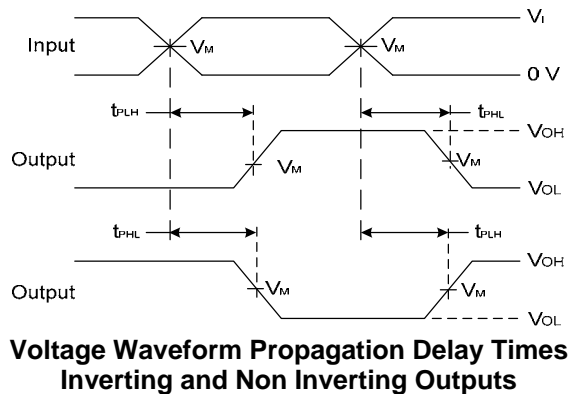 VI
Input
VM
VM
0 V
tPLH
tPHL
VOH
Output
VM
VM
VOL
tPHL
tPLH
VOH
Output
VM
VM
VOL
Voltage Waveform Propagation Delay Times
Inverting and Non Inverting Outputs